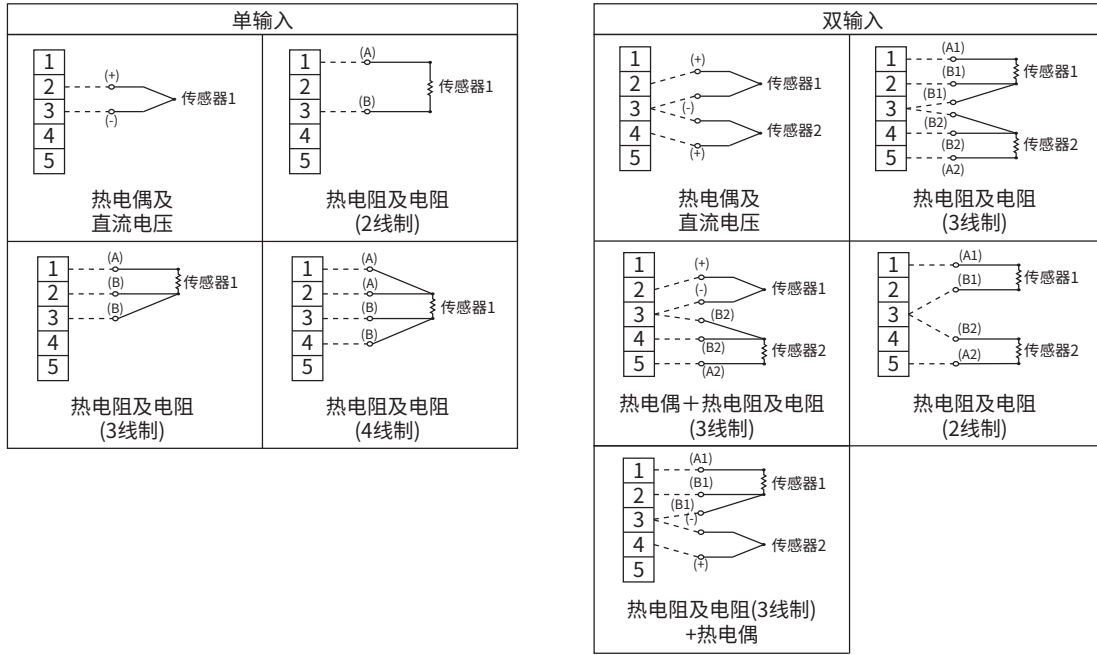 单输入
1
2
3
4
5
(+)
(-)
传感器1
热电偶及
直流电压
1
2
3
4
5
(A)
(B)
传感器1
热电阻及电阻
(2线制)
1
2
3
4
5
(A)
(B)
(B)
传感器1
热电阻及电阻
(3线制)
1
2
3
4
5
(A)
(A)
(B)
(B)
传感器1
热电阻及电阻
(4线制)
双输入
1
2
3
4
5
(+)
(-)
(+)
传感器1
传感器2
热电偶及
直流电压
1
2
3
4
5
(A1)
(B1)
(B1)
(B2)
(B2)
(A2)
传感器1
传感器2
热电阻及电阻
(3线制)
1
2
3
4
5
(+)
(-)
(B2)
(B2)
(A2)
传感器1
传感器2
热电偶＋热电阻及电阻
(3线制)
1
2
3
4
5
(A1)
(B1)
(B2)
(A2)
传感器1
传感器2
热电阻及电阻
(2线制)
1
2
3
4
5
(A1)
(B1)
(B1)
(-)
(+)
传感器1
传感器2
热电阻及电阻(3线制)
+热电偶